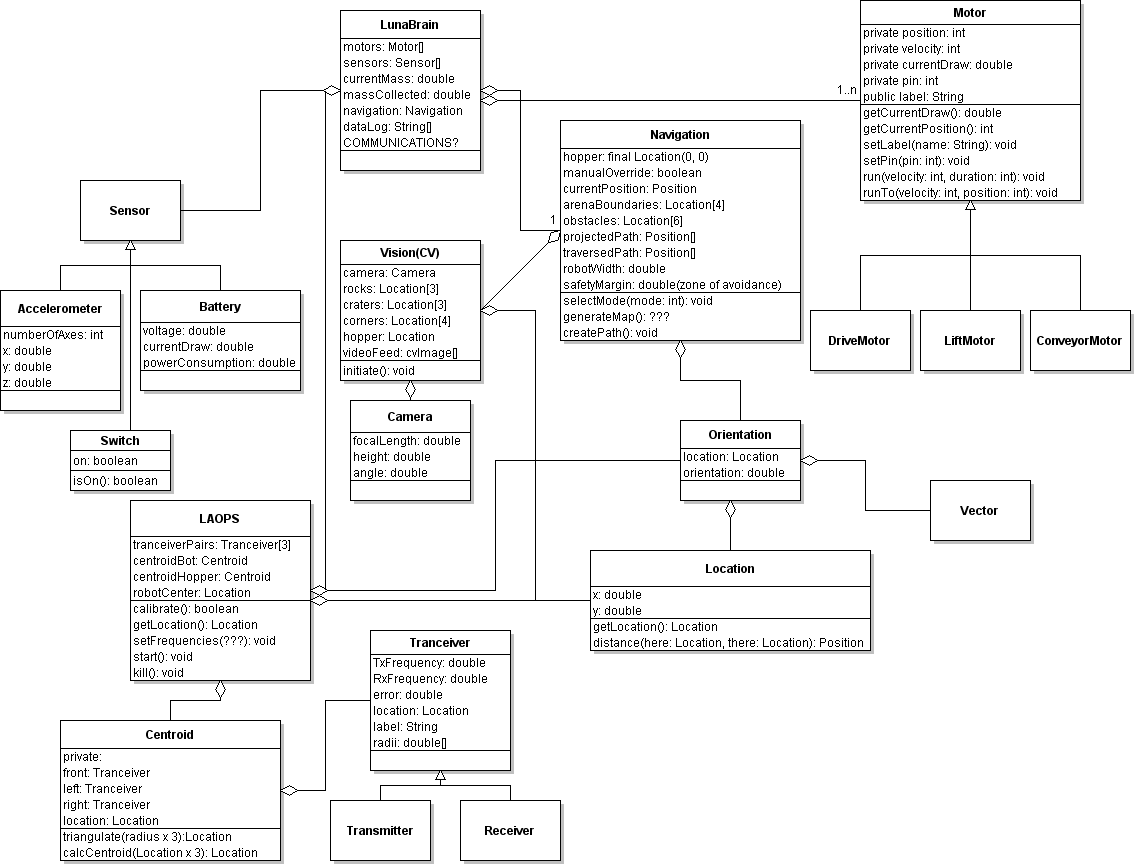 LunaBrain
motors: Motor[]
sensors: Sensor[]
currentMass: double
massCollected: double
navigation: Navigation
dataLog: String[]
COMMUNICATIONS?
Motor
private position: int
private velocity: int
private currentDraw: double
private pin: int
public label: String
getCurrentDraw(): double
getCurrentPosition(): int
setLabel(name: String): void
setPin(pin: int): void
run(velocity: int, duration: int): void
runTo(velocity: int, position: int): void
1..n
1
Navigation
hopper: final Location(0, 0)
manualOverride: boolean
currentPosition: Position
arenaBoundaries: Location[4]
obstacles: Location[6]
projectedPath: Position[]
traversedPath: Position[]
robotWidth: double
safetyMargin: double(zone of avoidance)
selectMode(mode: int): void
generateMap(): ???
createPath(): void
Sensor
Vision(CV)
camera: Camera
rocks: Location[3]
craters: Location[3]
corners: Location[4]
hopper: Location
videoFeed: cvImage[]
initiate(): void
Accelerometer
numberOfAxes: int
x: double
y: double
z: double
Battery
voltage: double
currentDraw: double
powerConsumption: double
DriveMotor
LiftMotor
ConveyorMotor
Camera
focalLength: double
height: double
angle: double
Switch
on: boolean
isOn(): boolean
Orientation
location: Location
orientation: double
Vector
LAOPS
tranceiverPairs: Tranceiver[3]
centroidBot: Centroid
centroidHopper: Centroid
robotCenter: Location
calibrate(): boolean
getLocation(): Location
setFrequencies(???): void
start(): void
kill(): void
Location
x: double
y: double
getLocation(): Location
distance(here: Location, there: Location): Position
Tranceiver
TxFrequency: double
RxFrequency: double
error: double
location: Location
label: String
radii: double[]
Centroid
private:
front: Tranceiver
left: Tranceiver
right: Tranceiver
location: Location
triangulate(radius x 3):Location
calcCentroid(Location x 3): Location
Transmitter
Receiver